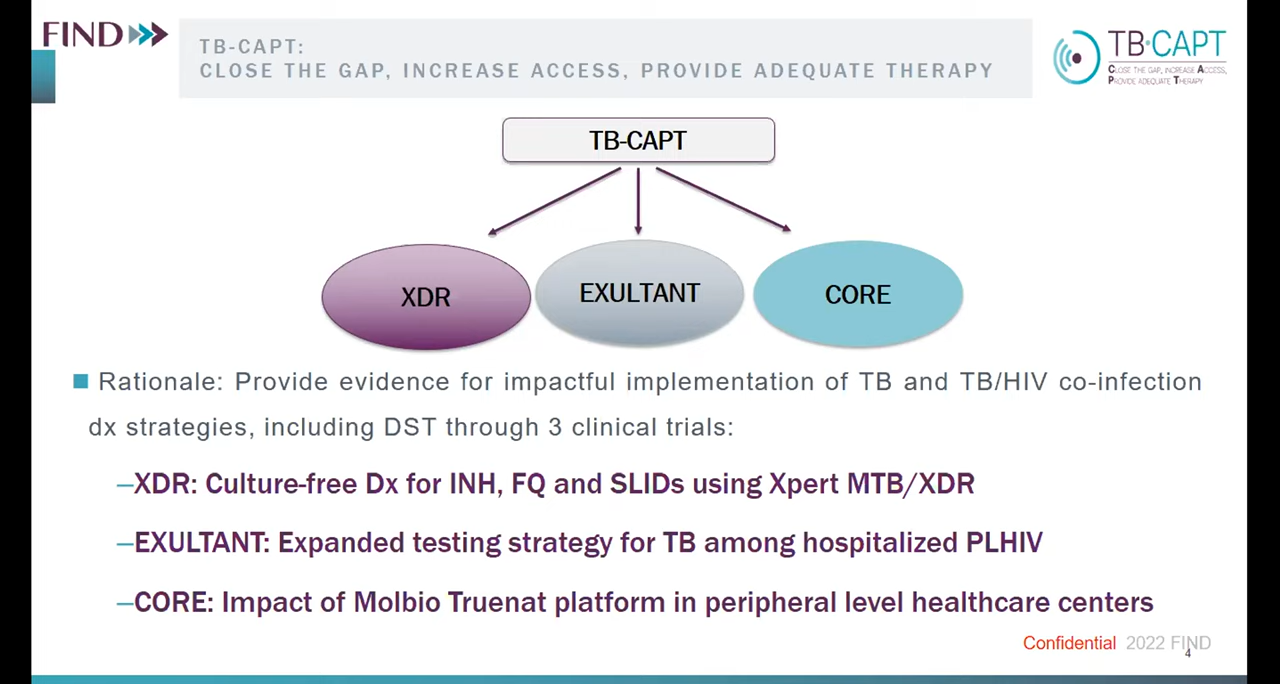 FIND
TB-CAPT:
CLOSE THE GAP, INCREASE ACCESS, PROVIDE ADEQUATE THERAPY
TB·CAPT
CLOSE THE GAP, INCREASE ACCESS,
PROVIDE ADEQUATE THERAPY
TB-CAPT
XDR
EXULTANT
CORE
Rationale: Provide evidence for impactful implementation of TB and TB/HIV co-infection
dx strategies, including DST through 3 clinical trials:
–XDR: Culture-free Dx for INH, FQ and SLIDs using Xpert MTB/XDR
–EXULTANT: Expanded testing strategy for TB among hospitalized PLHIV
–CORE: Impact of Molbio Truenat platform in peripheral level healthcare centers
Confidential 2022 FIND
4